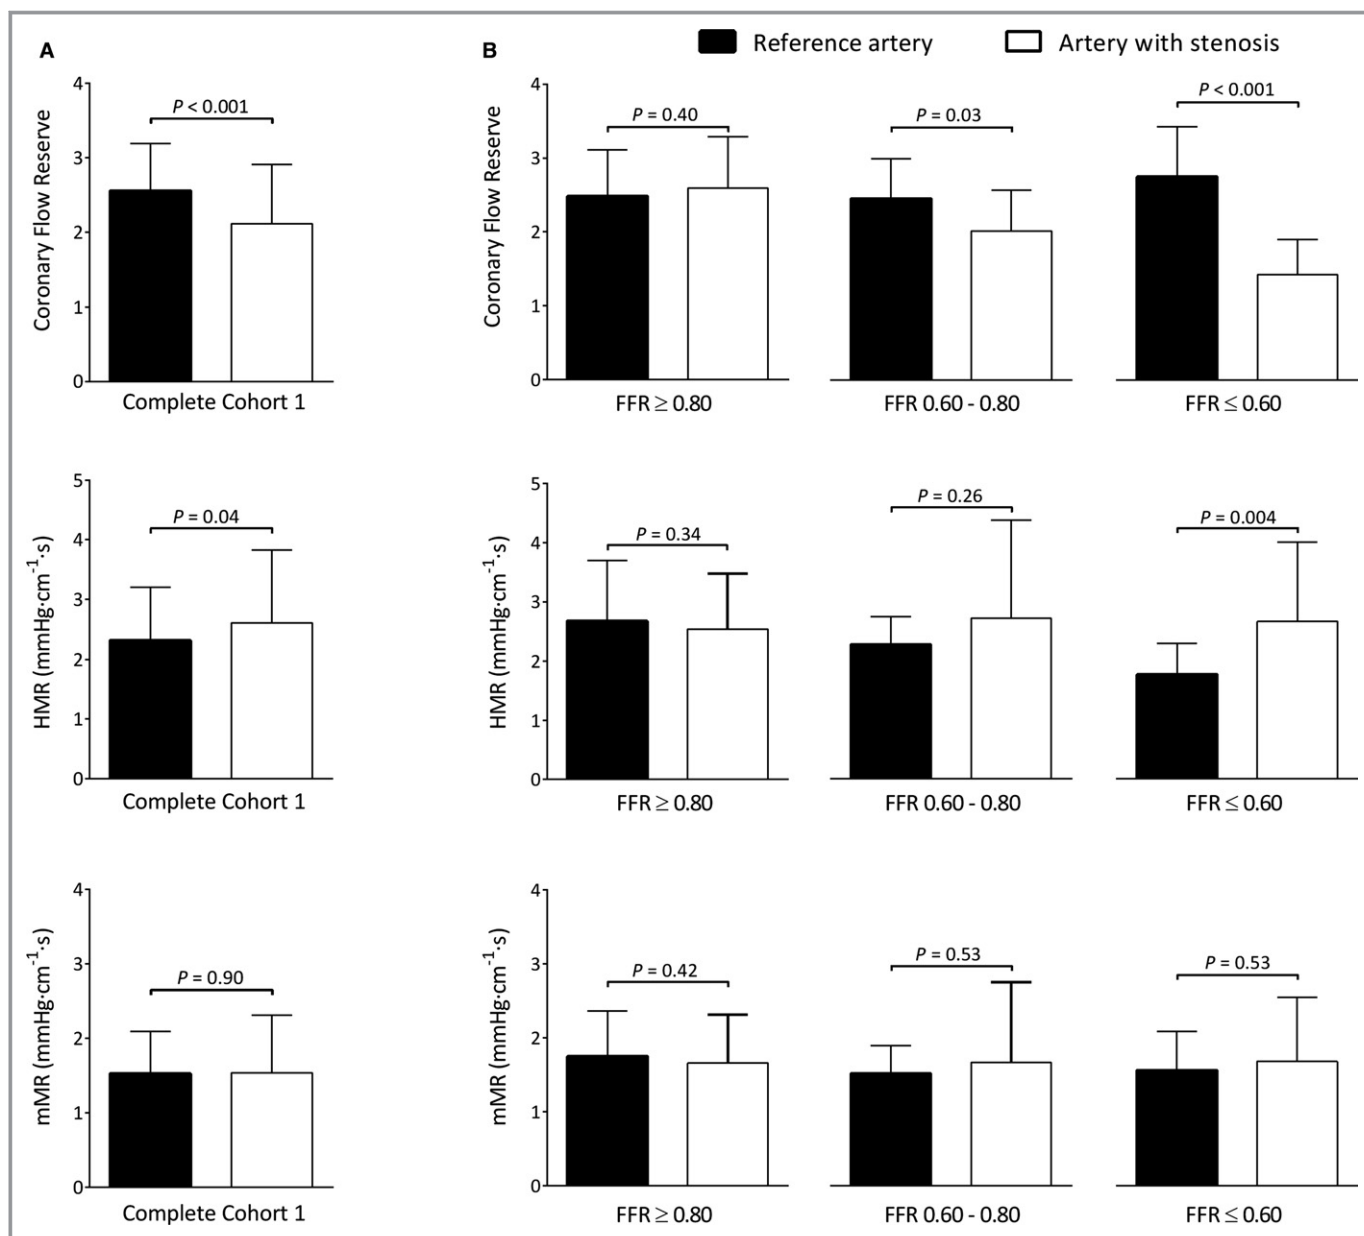 A
B
Reference artery
Artery with stenosis
Coronary Flow Reserve
4
3
2
1
0
P < 0.001
Complete Cohort 1
Coronary Flow Reserve
4
3
2
1
0
P = 0.40
P = 0.03
P < 0.001
FFR ≥ 0.80
FFR 0.60 - 0.80
FFR ≤ 0.60
HMR (mmHg·cm⁻¹·s)
5
4
3
2
1
0
P = 0.04
Complete Cohort 1
HMR (mmHg·cm⁻¹·s)
5
4
3
2
1
0
P = 0.34
P = 0.26
P = 0.004
FFR ≥ 0.80
FFR 0.60 - 0.80
FFR ≤ 0.60
mMR (mmHg·cm⁻¹·s)
4
3
2
1
0
P = 0.90
Complete Cohort 1
mMR (mmHg·cm⁻¹·s)
4
3
2
1
0
P = 0.42
P = 0.53
P = 0.53
FFR ≥ 0.80
FFR 0.60 - 0.80
FFR ≤ 0.60